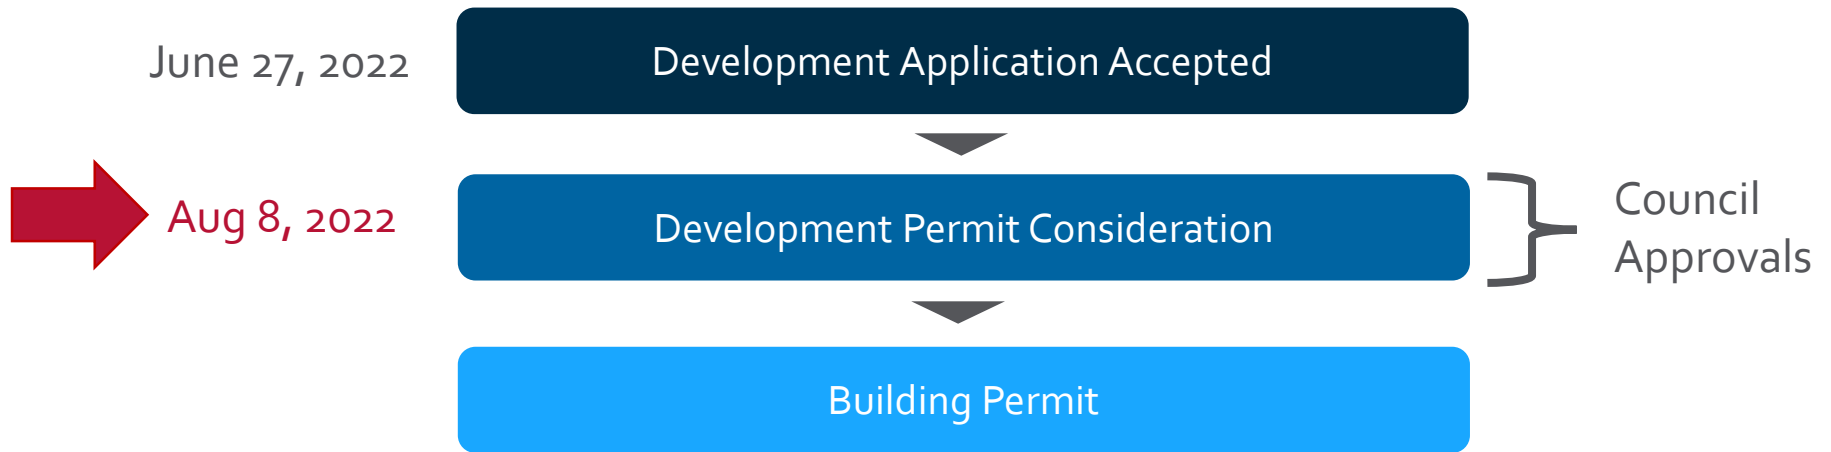 June 27, 2022
Development Application Accepted
Aug 8, 2022
Development Permit Consideration
Council
Approvals
Building Permit